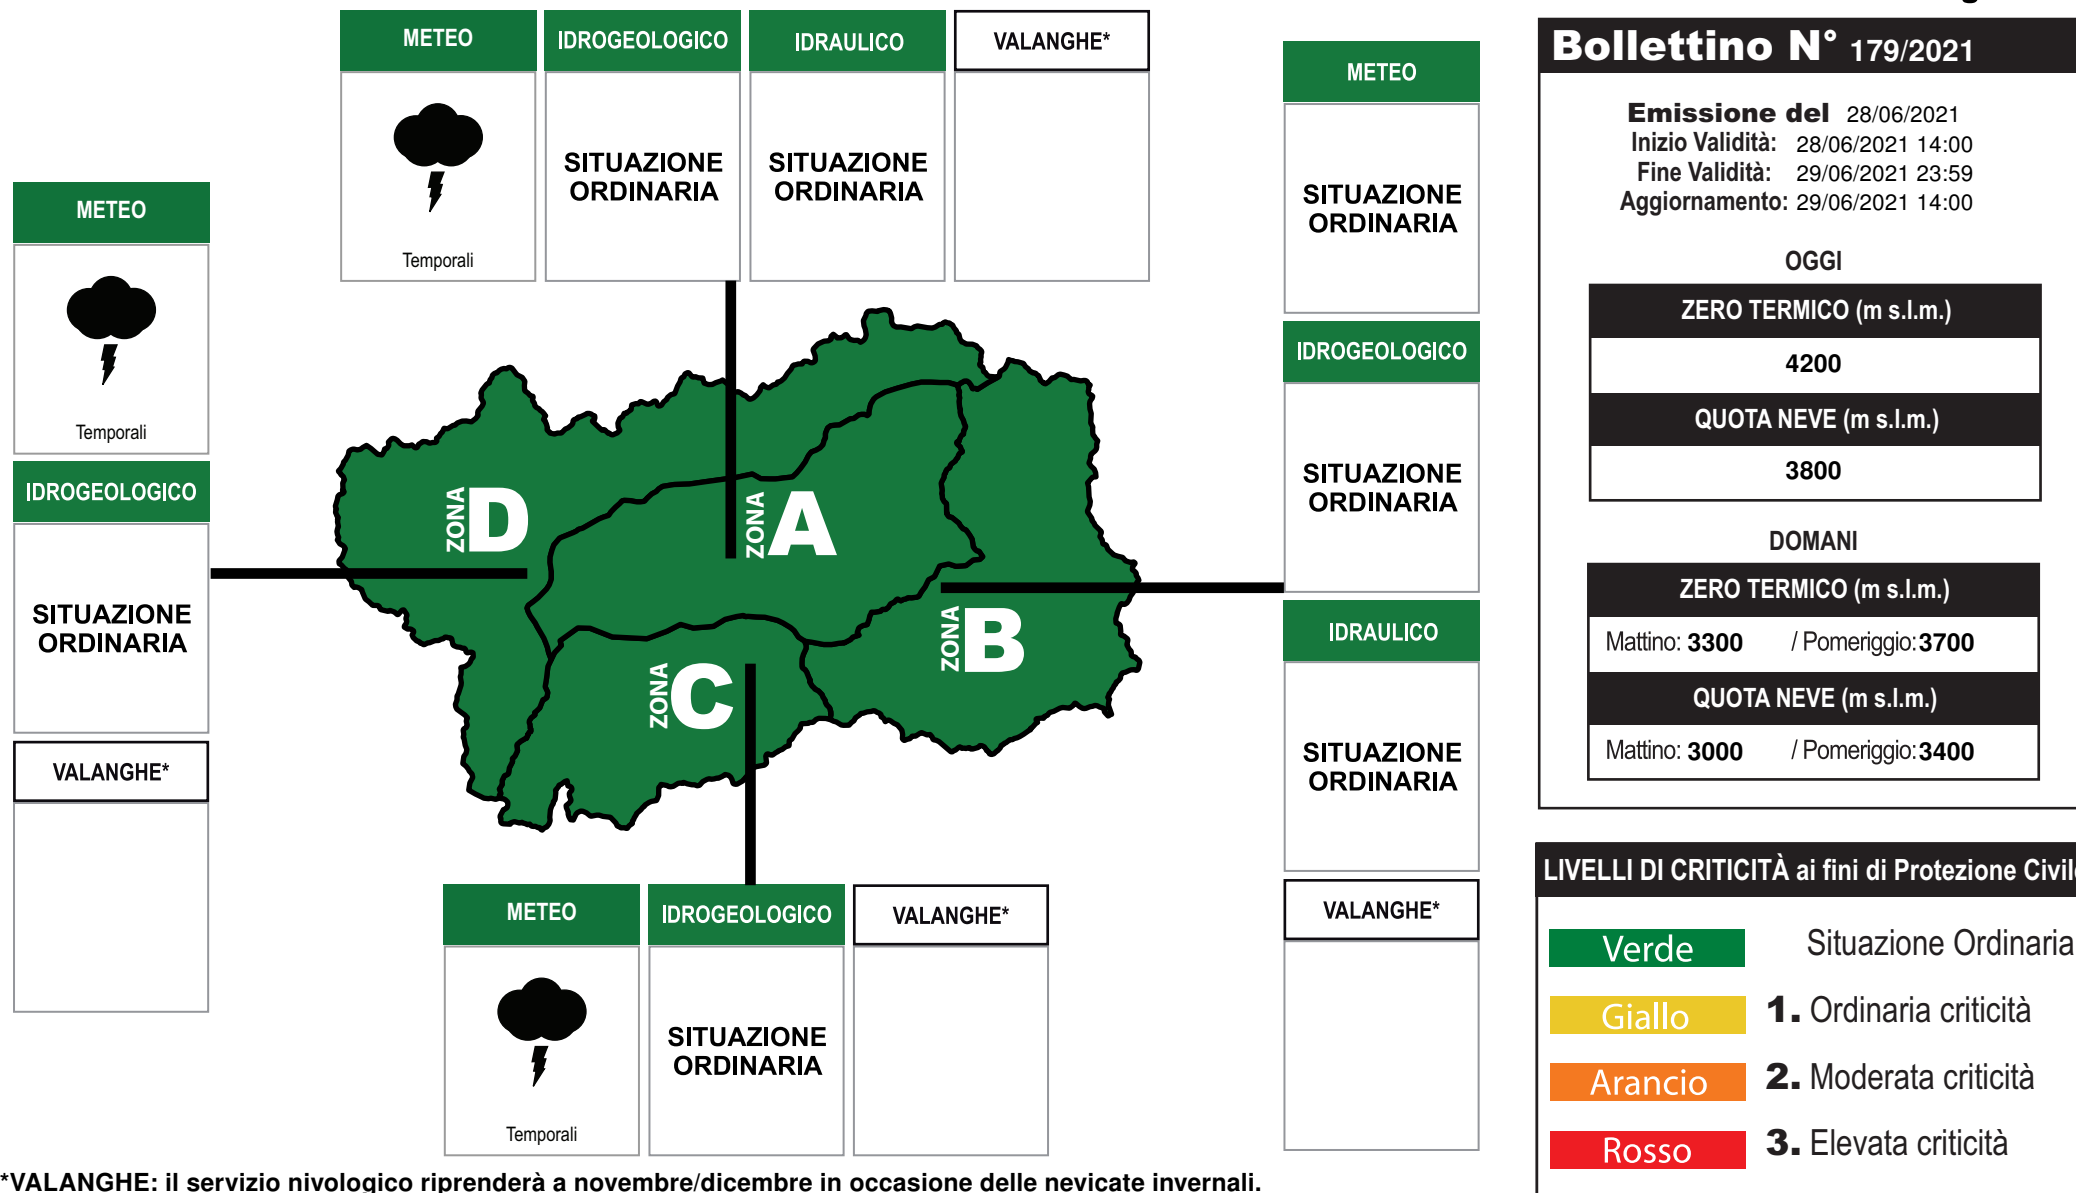 METEO
IDROGEOLOGICO
IDRAULICO
VALANGHE*
Temporali
SITUAZIONE
ORDINARIA
SITUAZIONE
ORDINARIA
METEO
Temporali
IDROGEOLOGICO
SITUAZIONE
ORDINARIA
VALANGHE*
ZONA D
ZONA A
ZONA B
ZONA C
METEO
SITUAZIONE
ORDINARIA
IDROGEOLOGICO
SITUAZIONE
ORDINARIA
IDRAULICO
SITUAZIONE
ORDINARIA
VALANGHE*
METEO
IDROGEOLOGICO
VALANGHE*
Temporali
SITUAZIONE
ORDINARIA
*VALANGHE: il servizio nivologico riprenderà a novembre/dicembre in occasione delle nevicate invernali.
Bollettino N° 179/2021
Emissione del 28/06/2021
Inizio Validità: 28/06/2021 14:00
Fine Validità: 29/06/2021 23:59
Aggiornamento: 29/06/2021 14:00
OGGI
ZERO TERMICO (m s.l.m.)
4200
QUOTA NEVE (m s.l.m.)
3800
DOMANI
ZERO TERMICO (m s.l.m.)
Mattino: 3300 / Pomeriggio: 3700
QUOTA NEVE (m s.l.m.)
Mattino: 3000 / Pomeriggio: 3400
LIVELLI DI CRITICITÀ ai fini di Protezione Civile
Verde Situazione Ordinaria
Giallo 1. Ordinaria criticità
Arancio 2. Moderata criticità
Rosso 3. Elevata criticità